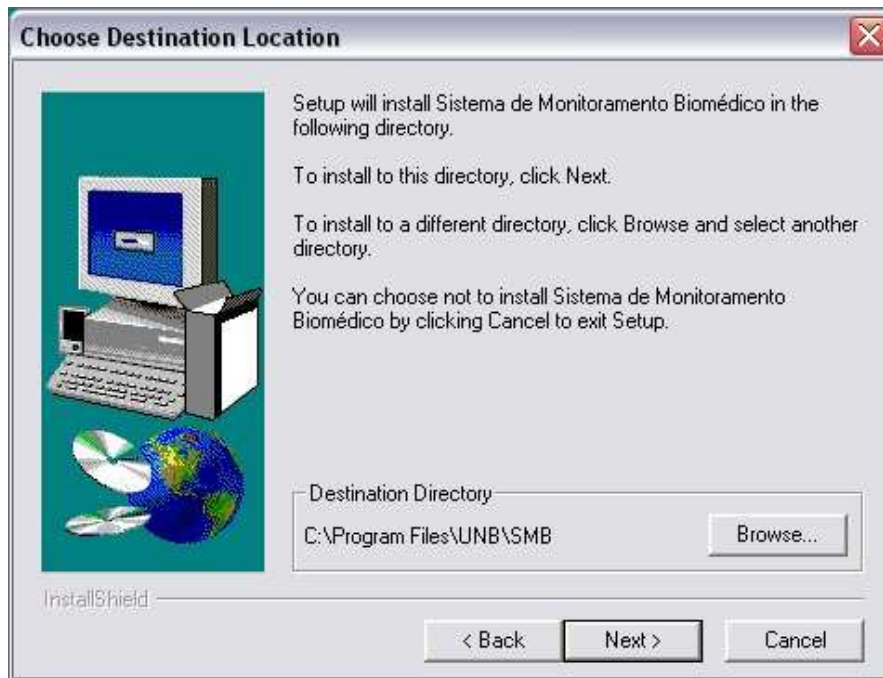 Choose Destination Location
Setup will install Sistema de Monitoramento Biomédico in the
following directory.
To install to this directory, click Next.
To install to a different directory, click Browse and select another
directory.
You can choose not to install Sistema de Monitoramento
Biomédico by clicking Cancel to exit Setup.
Destination Directory
C:\Program Files\UNB\SMB
Browse...
InstallShield
< Back
Next >
Cancel